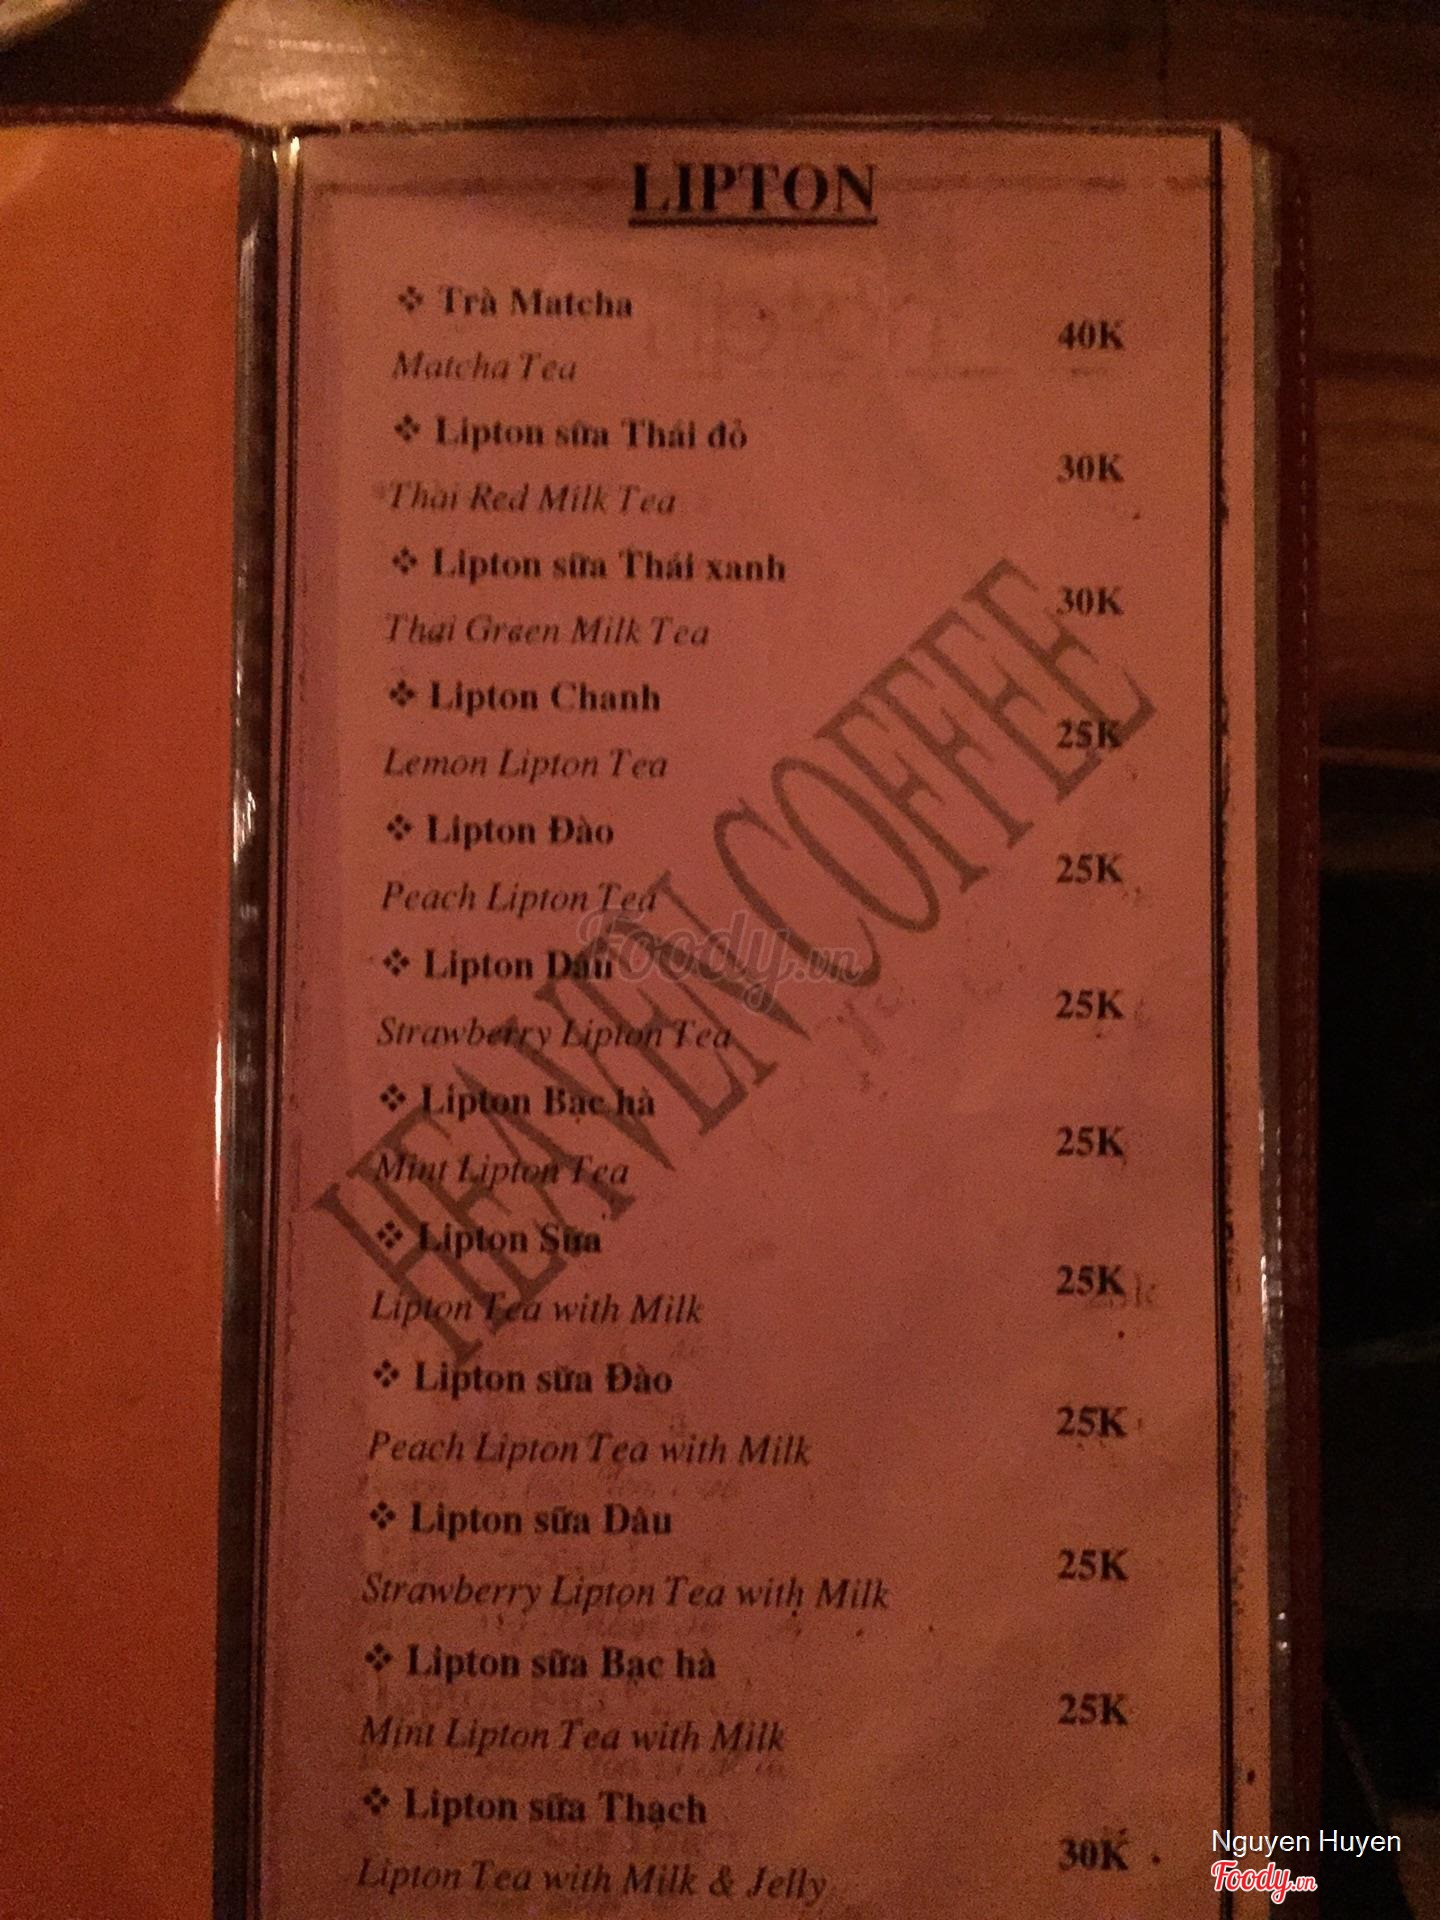 LIPTON
❖ Trà Matcha
40K
Matcha Tea
❖ Lipton sữa Thái đỏ
30K
Thai Red Milk Tea
❖ Lipton sữa Thái xanh
30K
Thai Green Milk Tea
❖ Lipton Chanh
25K
Lemon Lipton Tea
❖ Lipton Đào
25K
Peach Lipton Tea
❖ Lipton Dâu
25K
Strawberry Lipton Tea
❖ Lipton Bạc hà
25K
Mint Lipton Tea
❖ Lipton Sữa
25K
Lipton Tea with Milk
❖ Lipton sữa Đào
25K
Peach Lipton Tea with Milk
❖ Lipton sữa Dâu
25K
Strawberry Lipton Tea with Milk
❖ Lipton sữa Bạc hà
25K
Mint Lipton Tea with Milk
❖ Lipton sữa Thạch
30K
Lipton Tea with Milk & Jelly
HEAVEN COFFEE
Foody.vn
Nguyen Huyen
Foody.vn